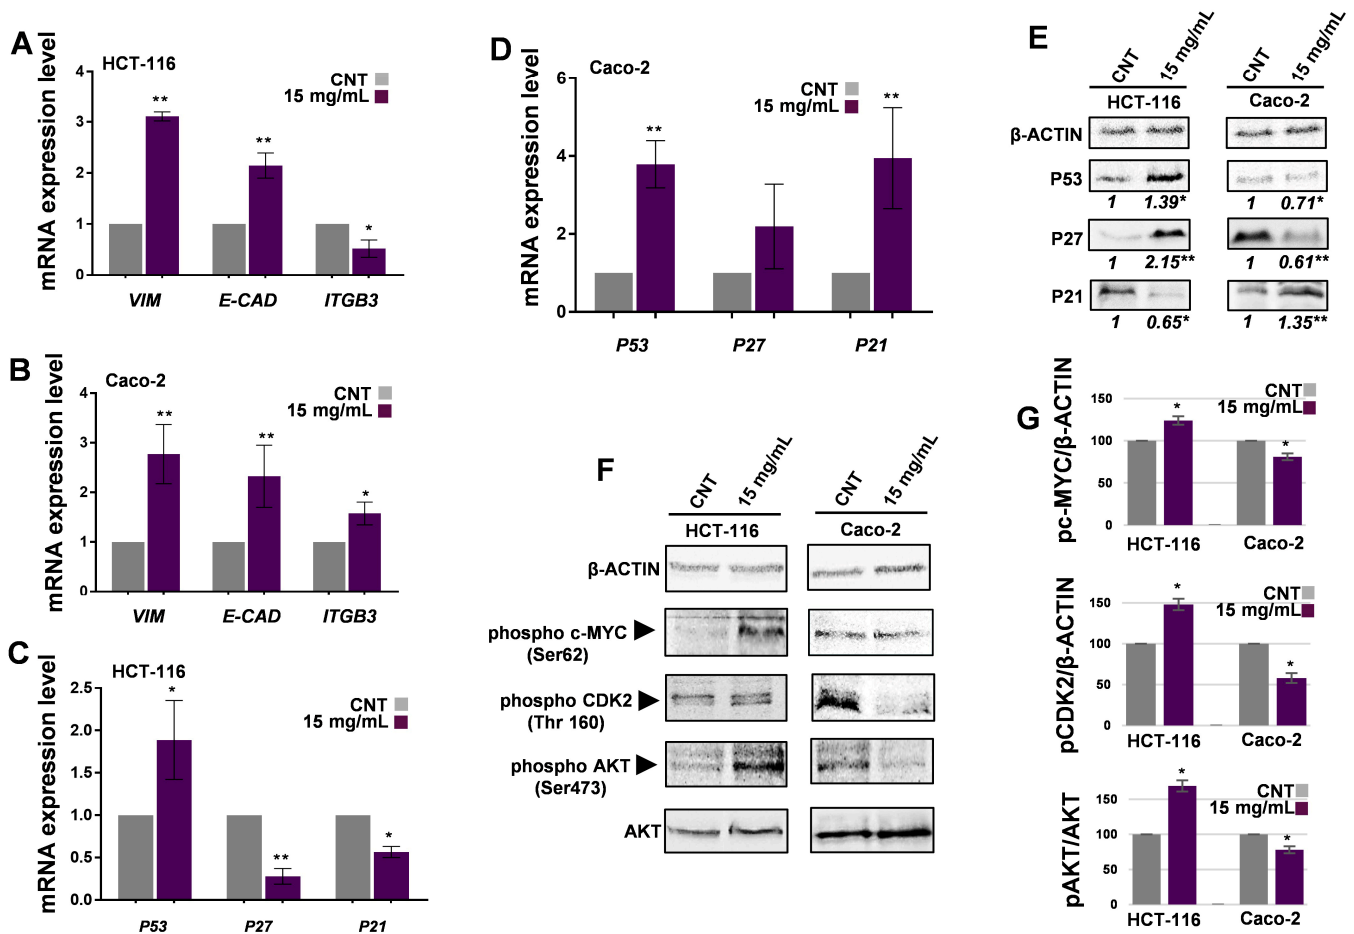 A
mRNA expression level
HCT-116
CNT
15 mg/mL
4
3
2
1
0
**
**
*
VIM
E-CAD
ITGB3
B
mRNA expression level
Caco-2
CNT
15 mg/mL
4
3
2
1
0
**
**
*
VIM
E-CAD
ITGB3
C
mRNA expression level
HCT-116
CNT
15 mg/mL
2.5
2.0
1.5
1.0
0.5
0.0
*
**
*
P53
P27
P21
D
mRNA expression level
Caco-2
CNT
15 mg/mL
6
4
2
0
**
**
P53
P27
P21
E
CNT
15 mg/mL
CNT
15 mg/mL
HCT-116
Caco-2
β-ACTIN
P53
1
1.39*
1
0.71*
P27
1
2.15**
1
0.61**
P21
1
0.65*
1
1.35**
F
CNT
15 mg/mL
CNT
15 mg/mL
HCT-116
Caco-2
β-ACTIN
phospho c-MYC
(Ser62)
phospho CDK2
(Thr 160)
phospho AKT
(Ser473)
AKT
G
pc-MYC/β-ACTIN
CNT
15 mg/mL
150
100
50
0
*
*
HCT-116
Caco-2
pCDK2/β-ACTIN
CNT
15 mg/mL
150
100
50
0
*
*
HCT-116
Caco-2
pAKT/AKT
CNT
15 mg/mL
150
100
50
0
*
*
HCT-116
Caco-2